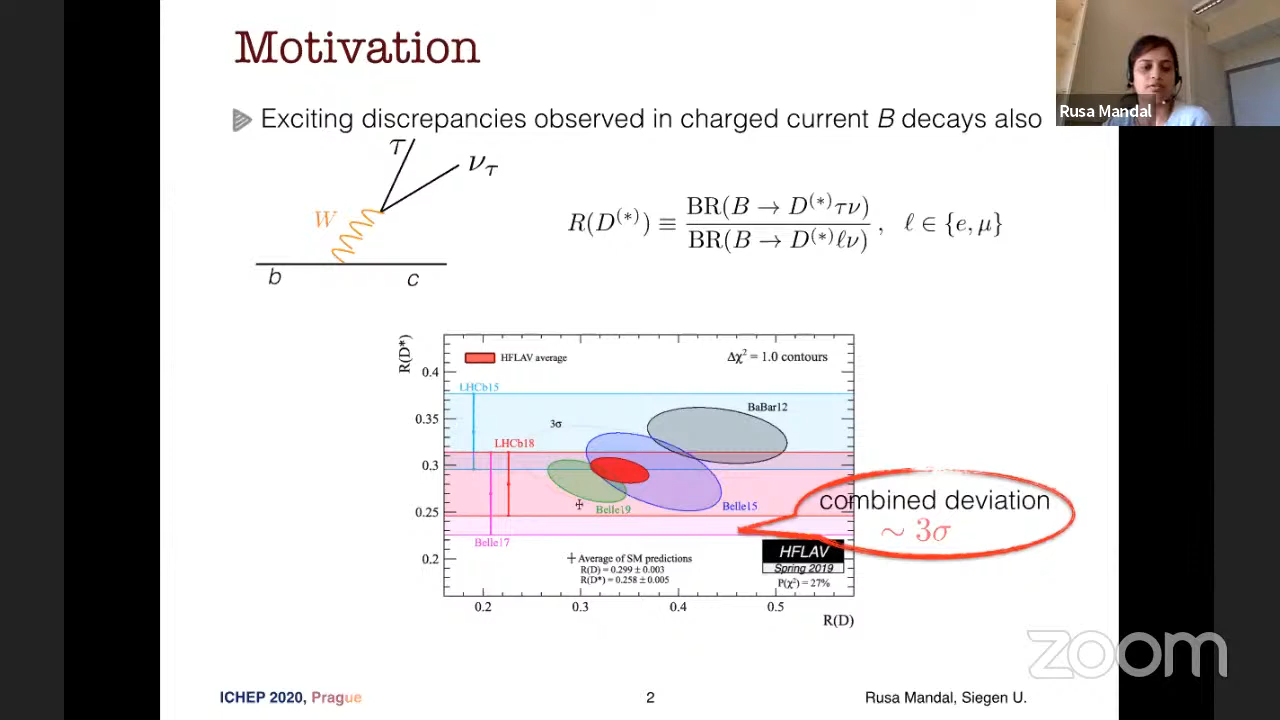 Motivation
Rusa Mandal
Exciting discrepancies observed in charged current B decays also
τ
ν_τ
W
b
c
R(D^(*)) ≡ BR(B → D^(*)τν) / BR(B → D^(*)ℓν) , ℓ ∈ {e, μ}
R(D*)
HFLAV average
Δχ² = 1.0 contours
0.4
LHCb15
BaBar12
0.35
3σ
LHCb18
0.3
combined deviation
∼ 3σ
0.25
Belle19
Belle15
Belle17
HFLAV
Spring 2019
0.2
Average of SM predictions
R(D) = 0.299 ± 0.003
R(D*) = 0.258 ± 0.005
P(χ²) = 27%
0.2 0.3 0.4 0.5
R(D)
zoom
ICHEP 2020, Prague
2
Rusa Mandal, Siegen U.